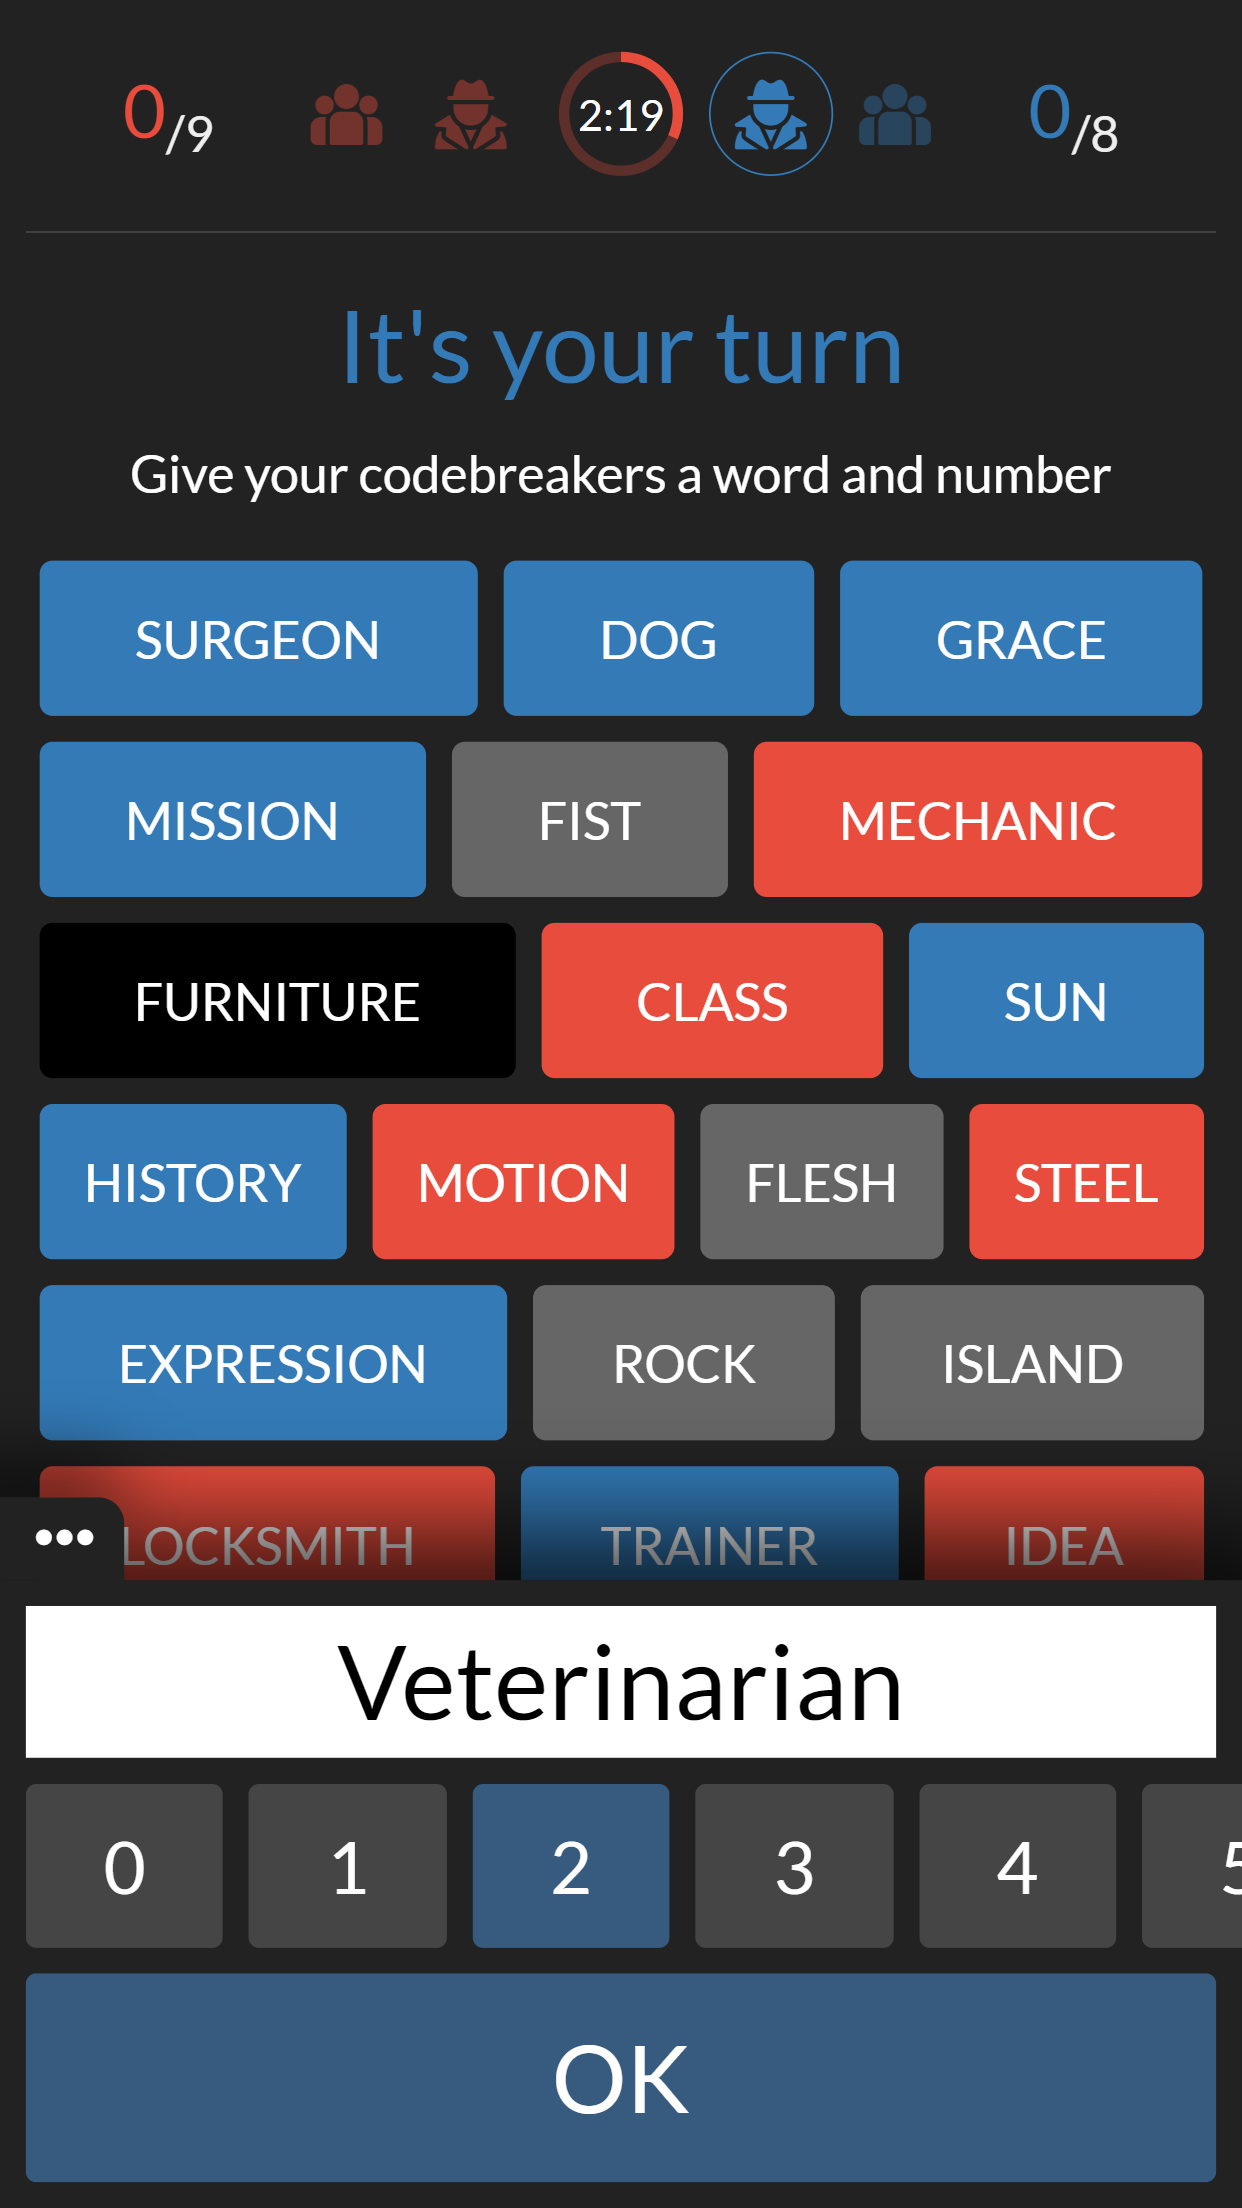 0/9 2:19 0/8
It's your turn
Give your codebreakers a word and number
SURGEON DOG GRACE
MISSION FIST MECHANIC
FURNITURE CLASS SUN
HISTORY MOTION FLESH STEEL
EXPRESSION ROCK ISLAND
LOCKSMITH TRAINER IDEA
Veterinarian
0 1 2 3 4 5
OK